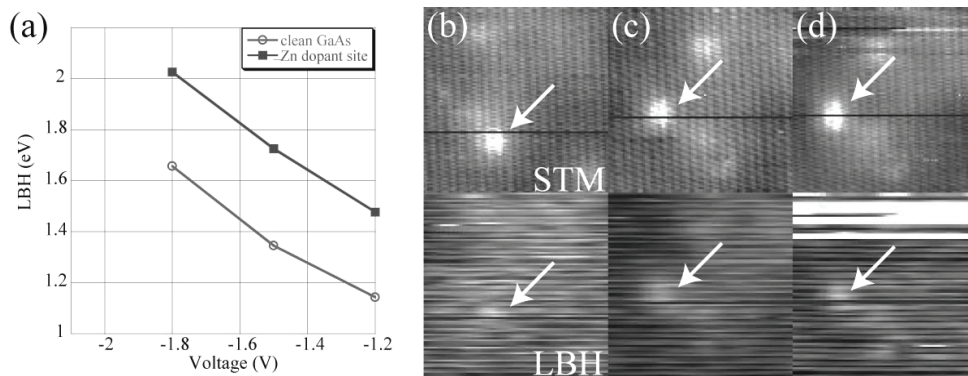 (a)
clean GaAs
Zn dopant site
LBH (eV)
2
1.8
1.6
1.4
1.2
1
-2
-1.8
-1.6
-1.4
-1.2
Voltage (V)
(b)
(c)
(d)
STM
LBH